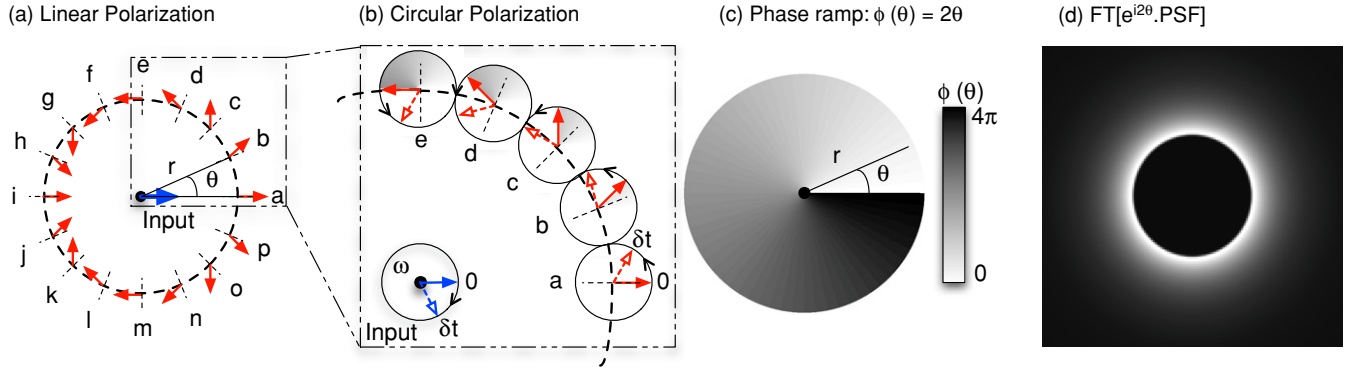 (a) Linear Polarization
(b) Circular Polarization
(c) Phase ramp: ϕ (θ) = 2θ
(d) FT[e^{i2θ}.PSF]
e
f
d
g
c
h
b
r
θ
i
a
Input
j
p
k
o
l
n
m
e
d
c
b
δt
a
0
ω
0
δt
Input
r
θ
ϕ (θ)
4π
0